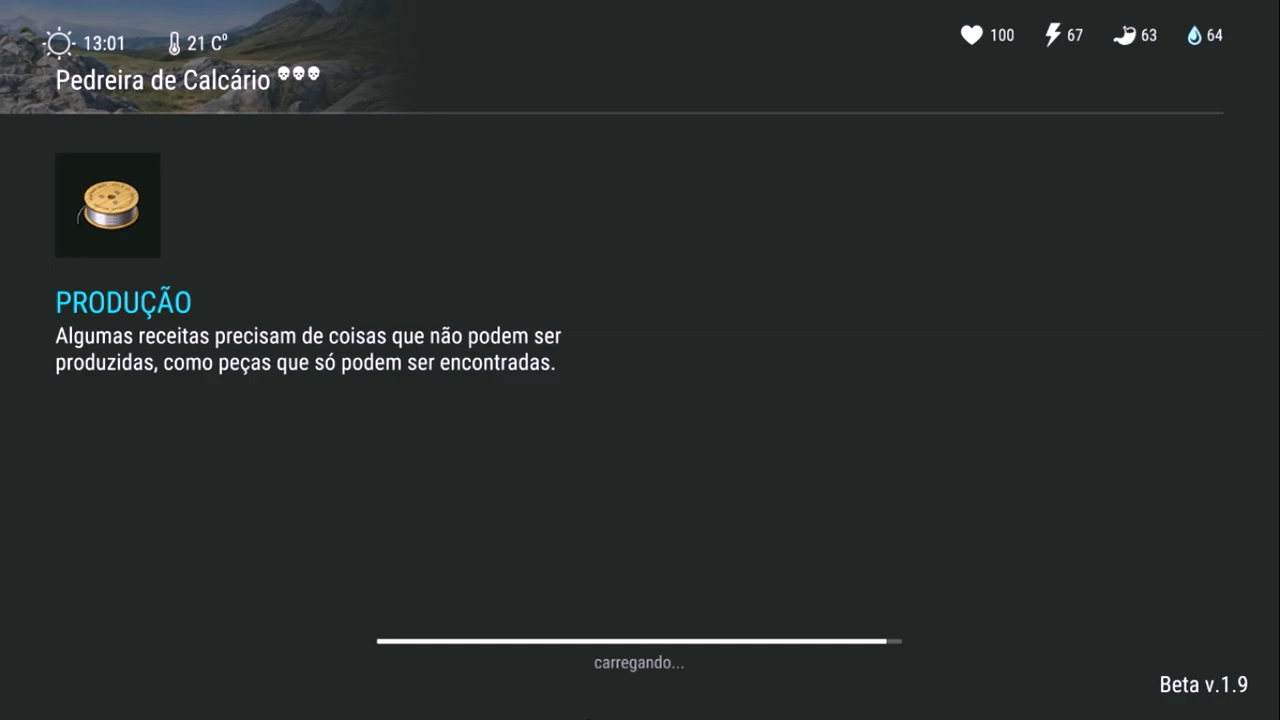 13:01 21 Cº
100 67 63 64
Pedreira de Calcário
PRODUÇÃO
Algumas receitas precisam de coisas que não podem ser
produzidas, como peças que só podem ser encontradas.
carregando...
Beta v.1.9